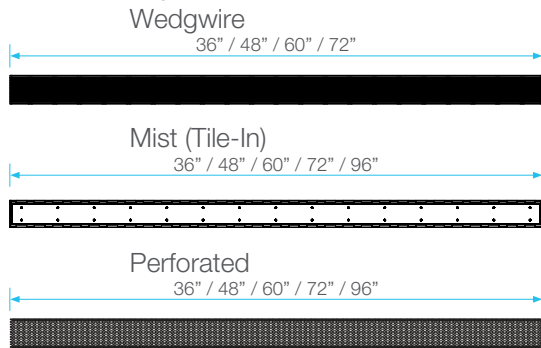 Wedgwire
36” / 48” / 60” / 72”
Mist (Tile-In)
36” / 48” / 60” / 72” / 96”
Perforated
36” / 48” / 60” / 72” / 96”